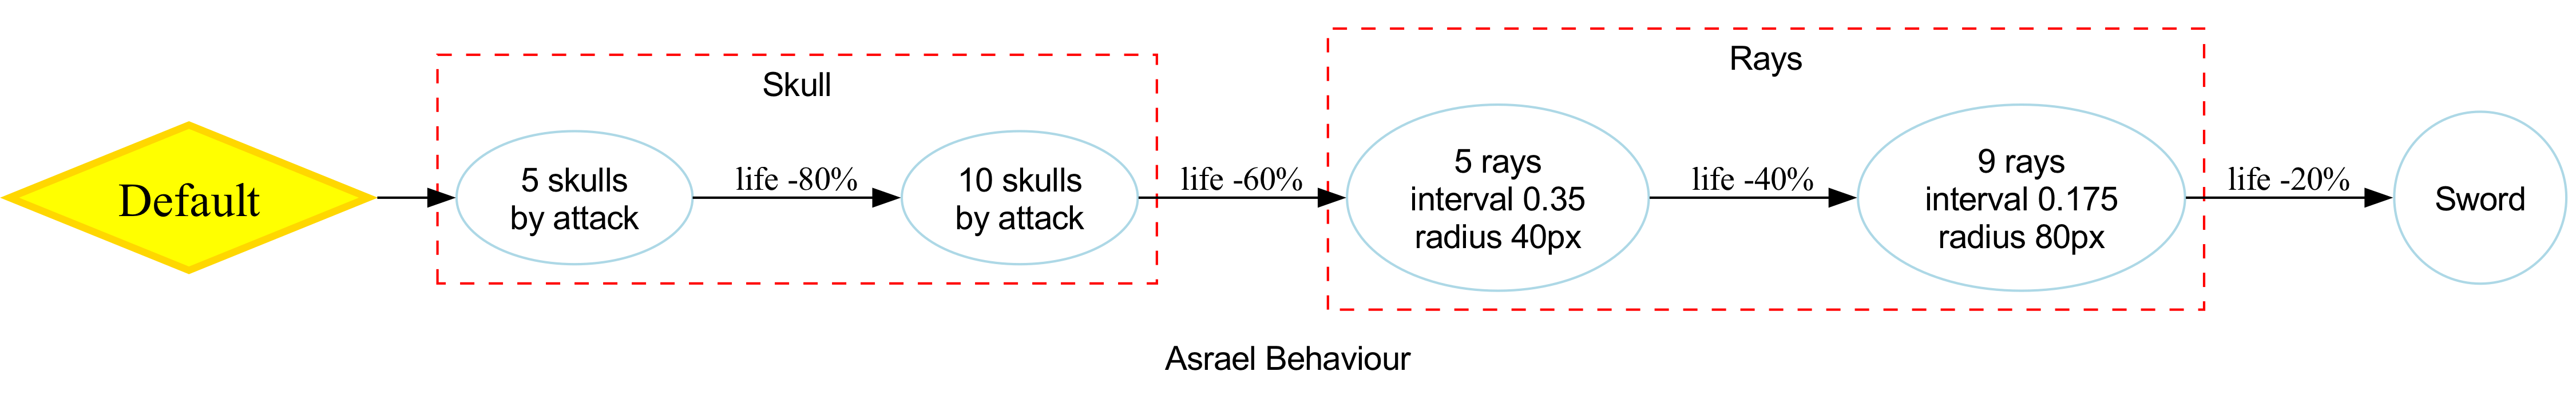 Default
Skull
5 skulls
by attack
life -80%
10 skulls
by attack
life -60%
Rays
5 rays
interval 0.35
radius 40px
life -40%
9 rays
interval 0.175
radius 80px
life -20%
Sword
Asrael Behaviour